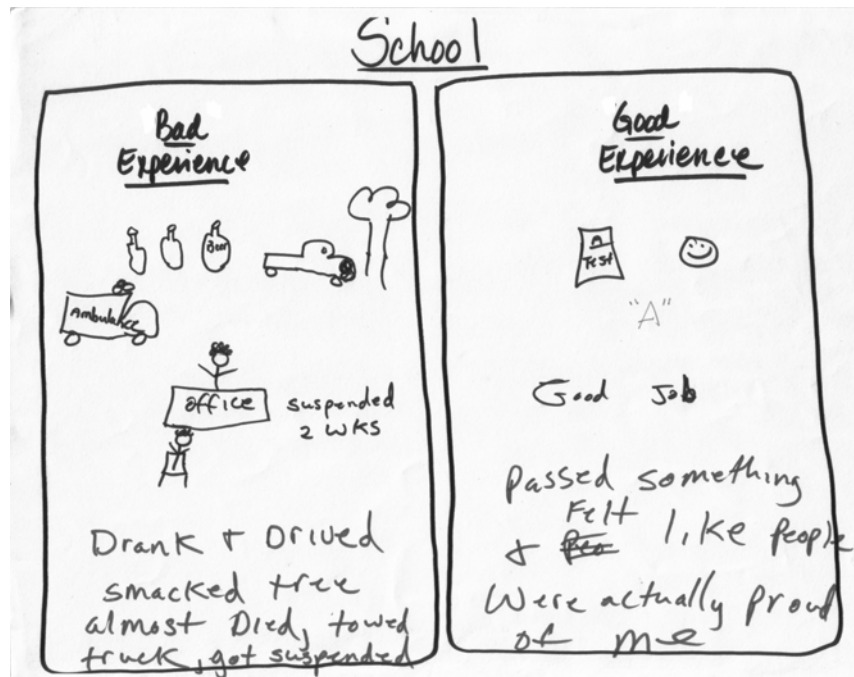 School
Bad
Experience
Beer
Ambulance
office
suspended
2 WKS
Drank & Drived
smacked tree
almost Died, towed
truck, got suspended
Good
Experience
Test
"A"
Good Job
passed something
& Felt like people
Were actually proud
of me